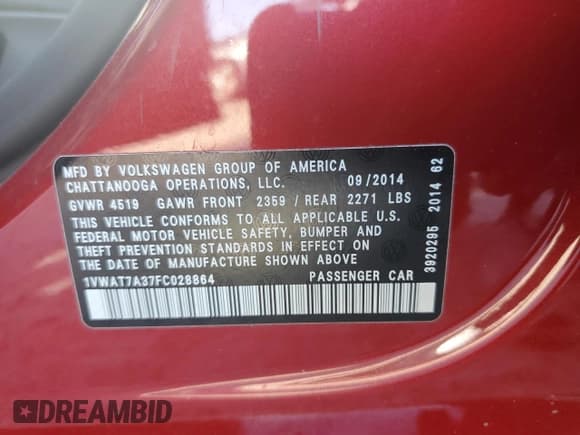 MFD BY VOLKSWAGEN GROUP OF AMERICA
CHATTANOOGA OPERATIONS, LLC. 09/2014
GVWR 4519 GAWR FRONT 2359 / REAR 2271 LBS
THIS VEHICLE CONFORMS TO ALL APPLICABLE U.S.
FEDERAL MOTOR VEHICLE SAFETY, BUMPER AND
THEFT PREVENTION STANDARDS IN EFFECT ON
THE DATE OF MANUFACTURE SHOWN ABOVE
1VWAT7A37FC028864 PASSENGER CAR
3920295 2014 62
DREAMBID